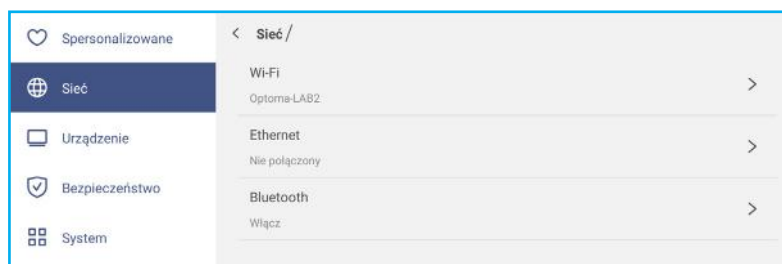 Spersonalizowane
Sieć
Urządzenie
Bezpieczeństwo
System
< Sieć /
Wi-Fi
Optoma-LAB2
Ethernet
Nie połączony
Bluetooth
Włącz